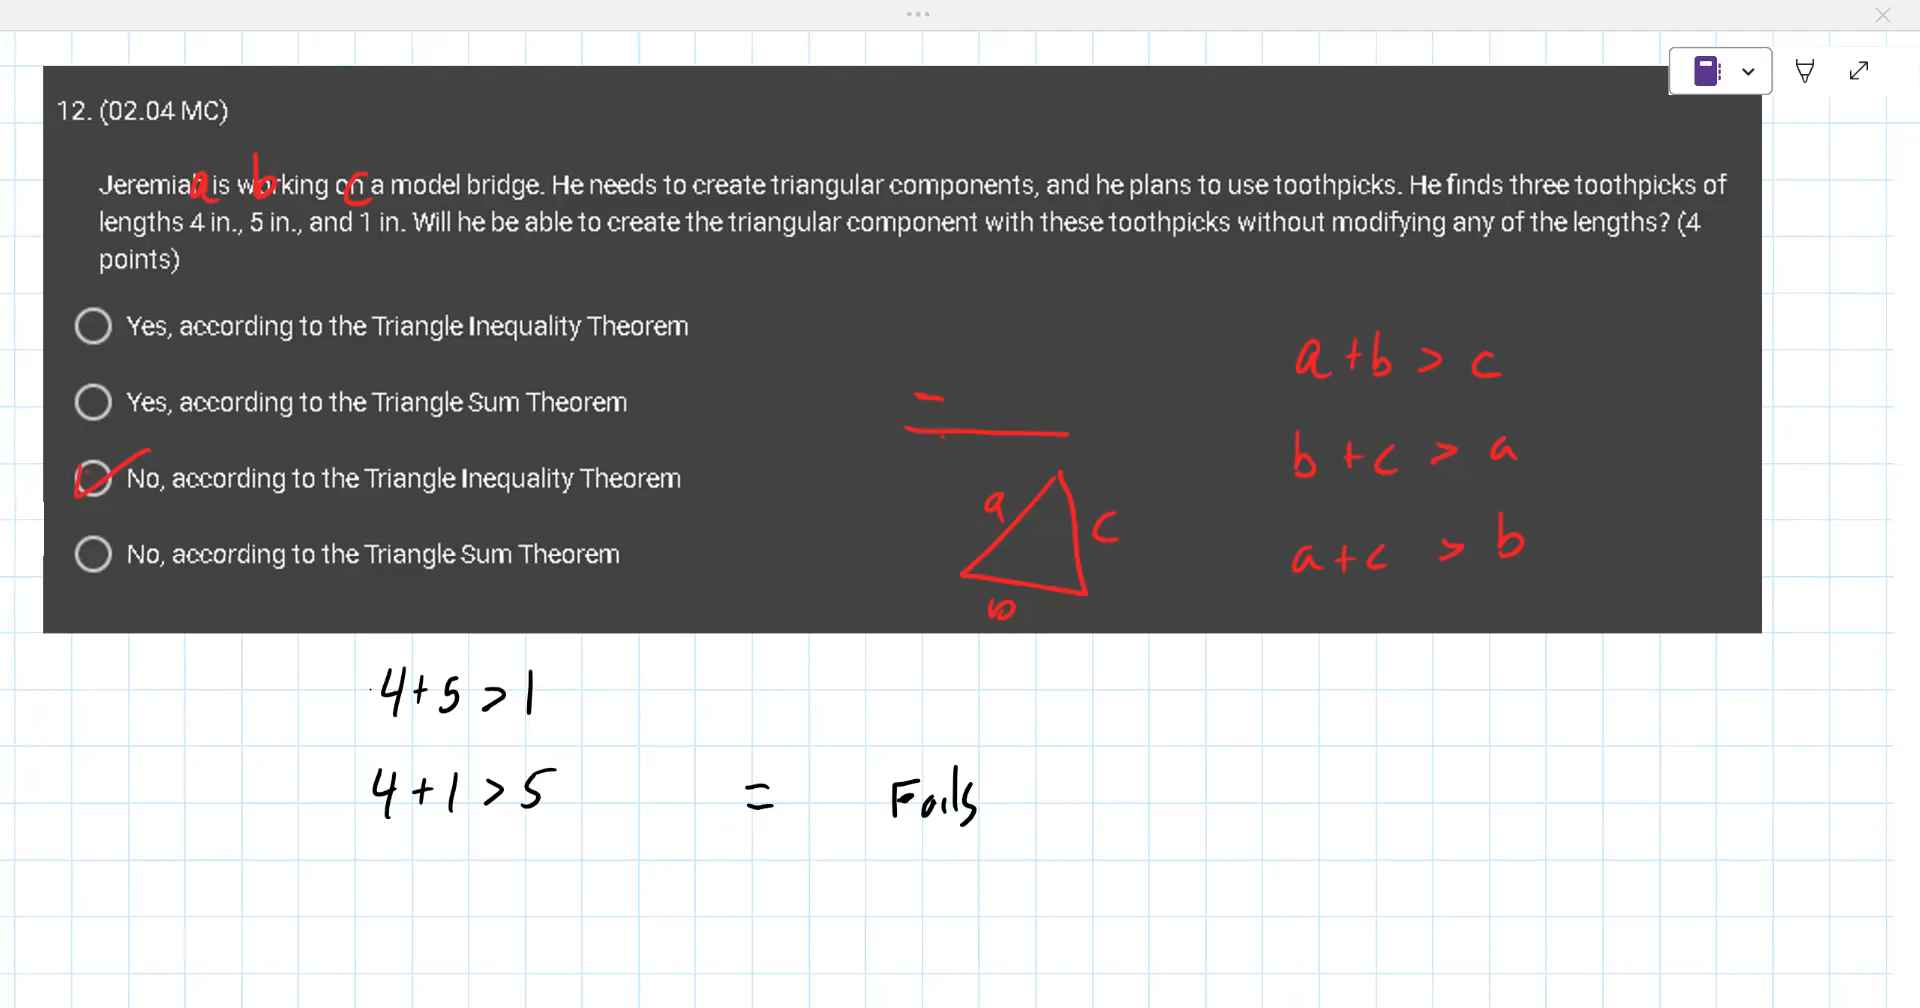 12. (02.04 MC)
a b c
Jeremiah is working on a model bridge. He needs to create triangular components, and he plans to use toothpicks. He finds three toothpicks of
lengths 4 in., 5 in., and 1 in. Will he be able to create the triangular component with these toothpicks without modifying any of the lengths? (4
points)
Yes, according to the Triangle Inequality Theorem
Yes, according to the Triangle Sum Theorem
No, according to the Triangle Inequality Theorem
No, according to the Triangle Sum Theorem
a
c
b
a + b > c
b + c > a
a + c > b
4 + 5 > 1
4 + 1 > 5 = Fails